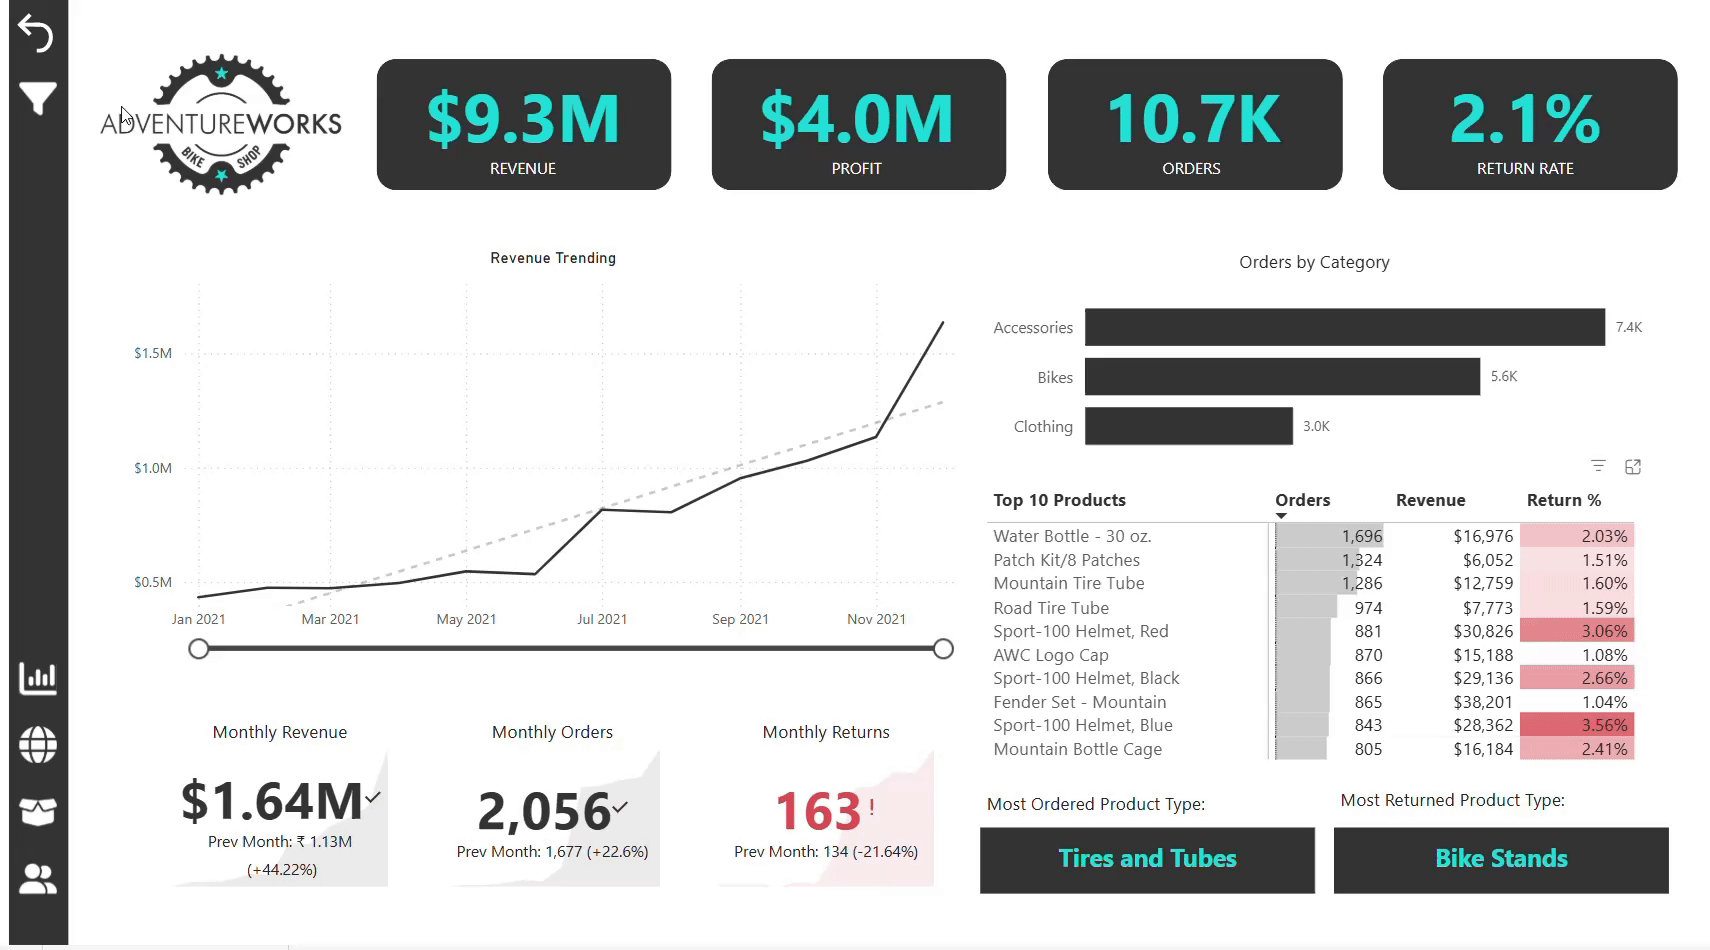 ADVENTUREWORKS
BIKE SHOP
$9.3M
REVENUE
$4.0M
PROFIT
10.7K
ORDERS
2.1%
RETURN RATE
Revenue Trending
$1.5M
$1.0M
$0.5M
Jan 2021 Mar 2021 May 2021 Jul 2021 Sep 2021 Nov 2021
Orders by Category
Accessories 7.4K
Bikes 5.6K
Clothing 3.0K
Top 10 Products Orders Revenue Return %
Water Bottle - 30 oz. 1,696 $16,976 2.03%
Patch Kit/8 Patches 1,324 $6,052 1.51%
Mountain Tire Tube 1,286 $12,759 1.60%
Road Tire Tube 974 $7,773 1.59%
Sport-100 Helmet, Red 881 $30,826 3.06%
AWC Logo Cap 870 $15,188 1.08%
Sport-100 Helmet, Black 866 $29,136 2.66%
Fender Set - Mountain 865 $38,201 1.04%
Sport-100 Helmet, Blue 843 $28,362 3.56%
Mountain Bottle Cage 805 $16,184 2.41%
Monthly Revenue
$1.64M
Prev Month: ₹ 1.13M
(+44.22%)
Monthly Orders
2,056
Prev Month: 1,677 (+22.6%)
Monthly Returns
163 !
Prev Month: 134 (-21.64%)
Most Ordered Product Type:
Tires and Tubes
Most Returned Product Type:
Bike Stands